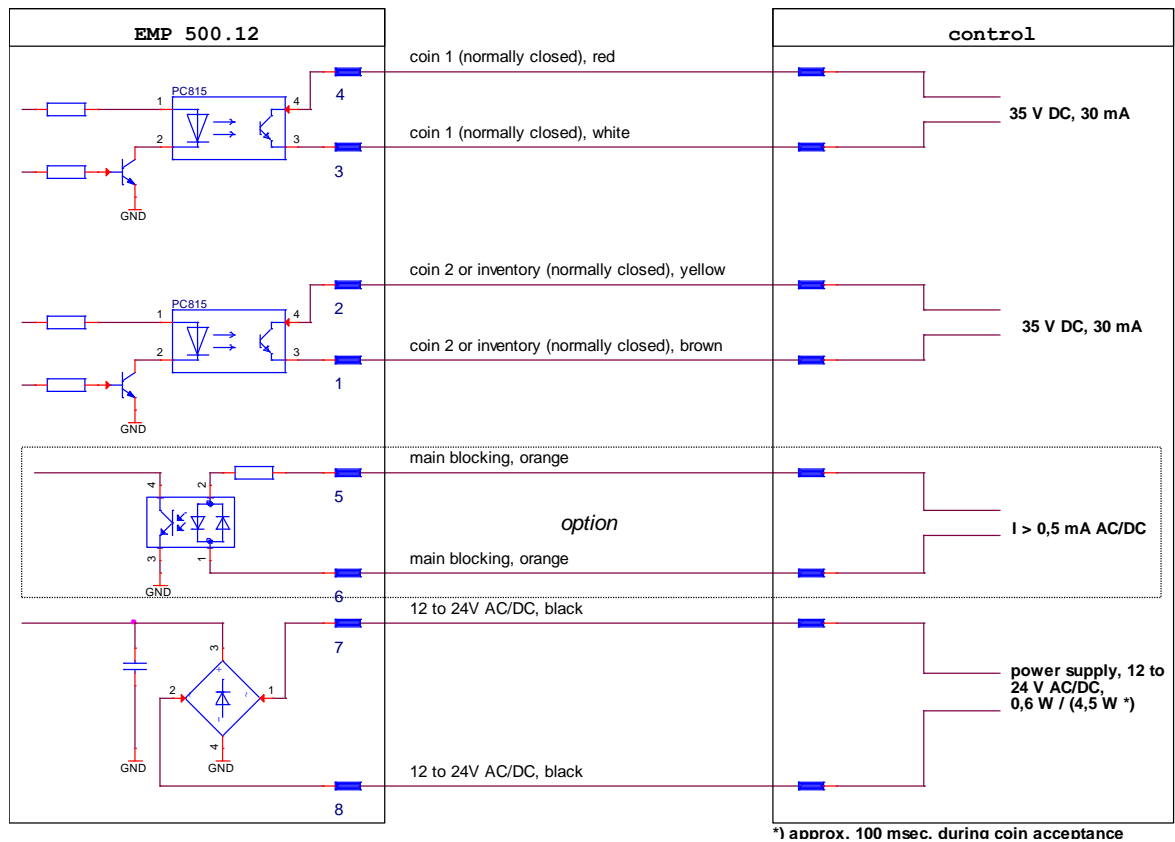 EMP 500.12
control
coin 1 (normally closed), red
PC815
1
4
4
35 V DC, 30 mA
coin 1 (normally closed), white
2
3
3
GND
coin 2 or inventory (normally closed), yellow
PC815
1
4
2
35 V DC, 30 mA
coin 2 or inventory (normally closed), brown
2
3
1
GND
main blocking, orange
4
2
5
option
I > 0,5 mA AC/DC
main blocking, orange
3
1
GND
6
12 to 24V AC/DC, black
7
3
+
2
~
~
1
power supply, 12 to
24 V AC/DC,
0,6 W / (4,5 W *)
−
4
GND
GND
12 to 24V AC/DC, black
8
*) approx. 100 msec. during coin acceptance